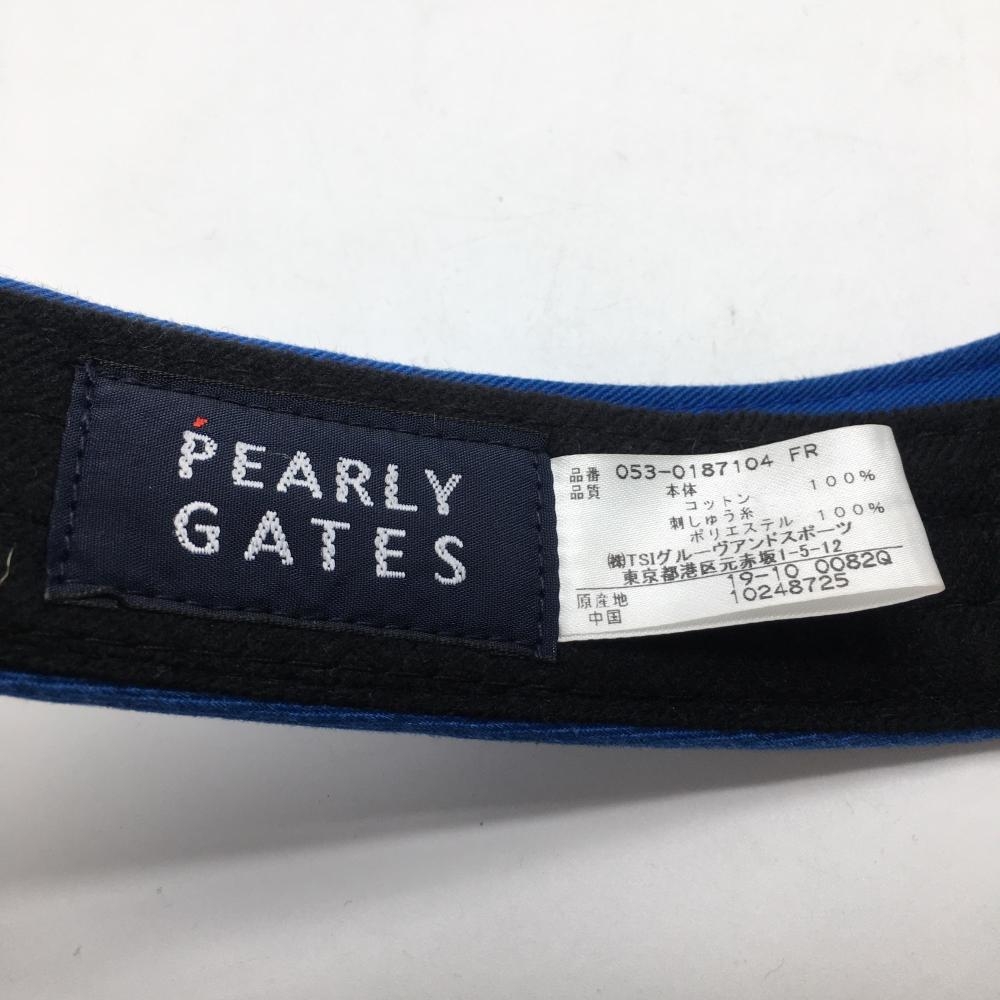 PEARLY
GATES
品番 053-0187104 FR
品質 本体 100%
コットン
刺しゅう糸 100%
ポリエステル
㈱TSIグルーヴアンドスポーツ
東京都港区元赤坂1-5-12
19-10 0082Q
原産地 10248725
中国